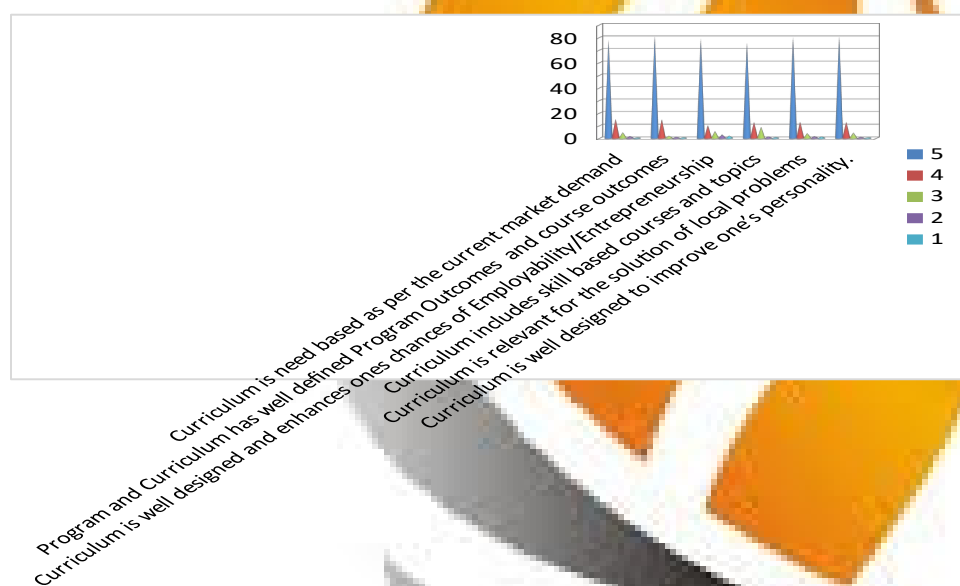 80
60
40
20
0
Curriculum is need based as per the current market demand
Program and Curriculum has well defined Program Outcomes and course outcomes
Curriculum is well designed and enhances ones chances of Employability/Entrepreneurship
Curriculum includes skill based courses and topics
Curriculum is relevant for the solution of local problems
Curriculum is well designed to improve one's personality.
5
4
3
2
1